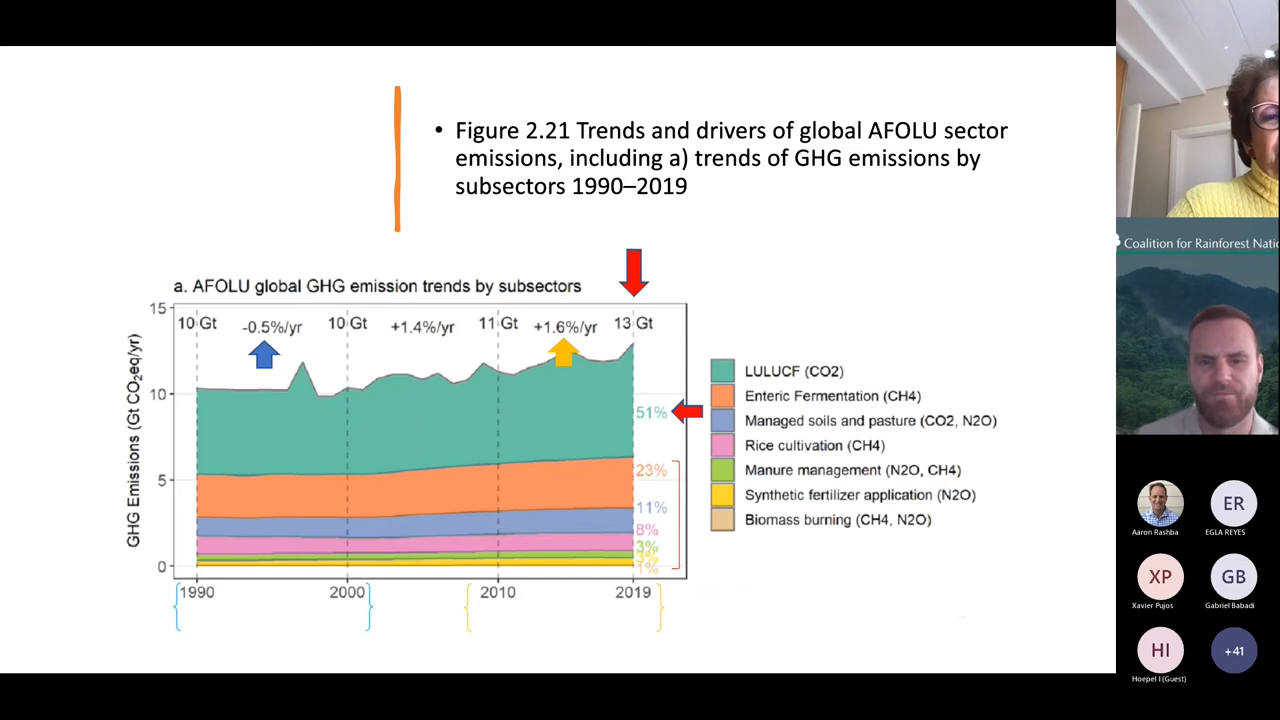 • Figure 2.21 Trends and drivers of global AFOLU sector
emissions, including a) trends of GHG emissions by
subsectors 1990–2019
a. AFOLU global GHG emission trends by subsectors
15
10
5
0
GHG Emissions (Gt CO₂eq/yr)
10 Gt -0.5%/yr 10 Gt +1.4%/yr 11 Gt +1.6%/yr 13 Gt
51%
23%
11%
8%
3%
3%
1%
1990 2000 2010 2019
LULUCF (CO2)
Enteric Fermentation (CH4)
Managed soils and pasture (CO2, N2O)
Rice cultivation (CH4)
Manure management (N2O, CH4)
Synthetic fertilizer application (N2O)
Biomass burning (CH4, N2O)
Coalition for Rainforest Nati
Aaron Rashba
ER
EGLA REYES
XP
Xavier Pujos
GB
Gabriel Babadi
HI
Hoepel I (Guest)
+41